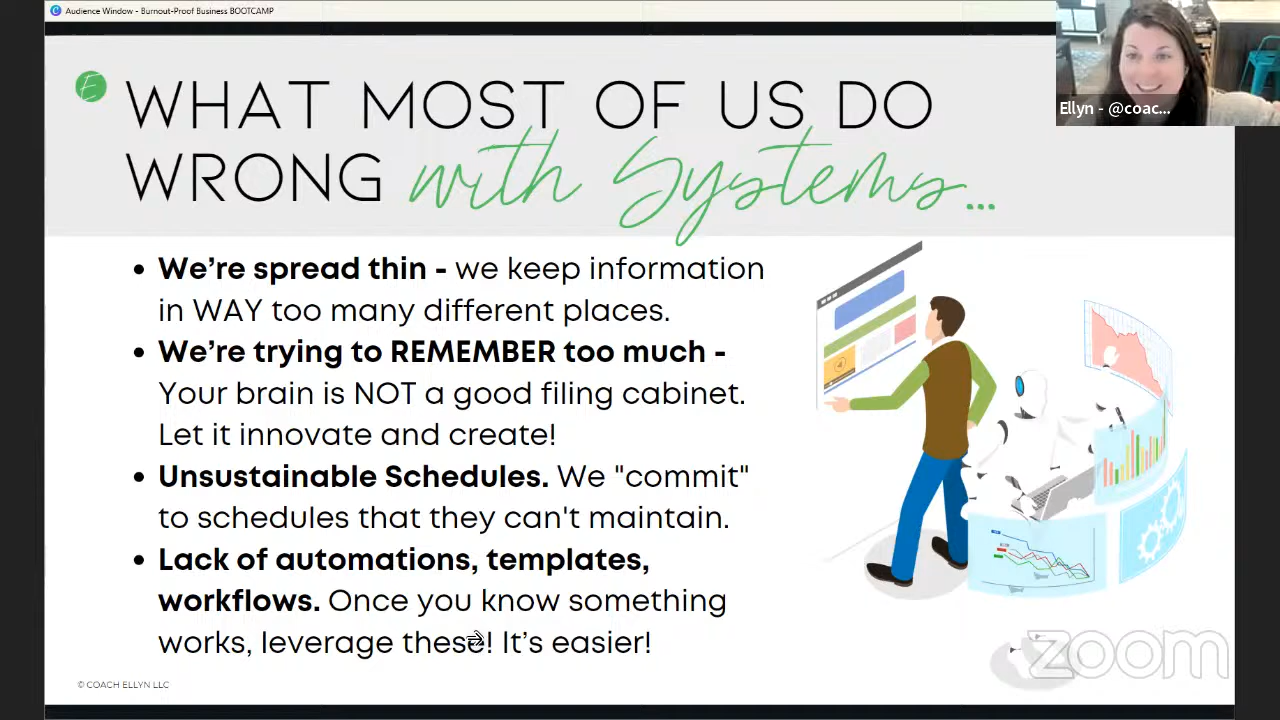 Audience Window - Burnout-Proof Business BOOTCAMP
Ellyn - @coac...
E
WHAT MOST OF US DO
WRONG with Systems...
• We’re spread thin - we keep information
in WAY too many different places.
• We’re trying to REMEMBER too much -
Your brain is NOT a good filing cabinet.
Let it innovate and create!
• Unsustainable Schedules. We "commit"
to schedules that they can't maintain.
• Lack of automations, templates,
workflows. Once you know something
works, leverage these! It’s easier!
© COACH ELLYN LLC
zoom